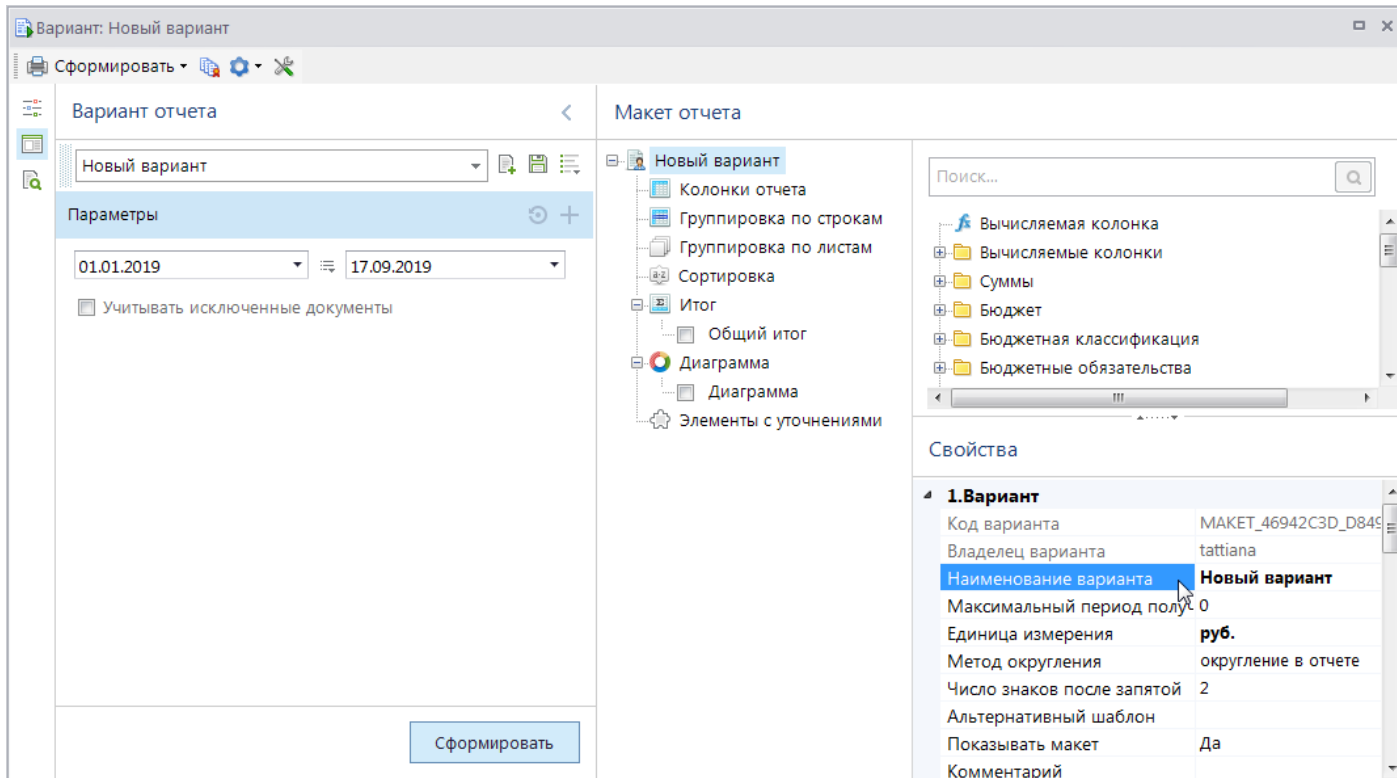 Вариант: Новый вариант
Сформировать
Вариант отчета
Новый вариант
Параметры
01.01.2019
17.09.2019
Учитывать исключенные документы
Сформировать
Макет отчета
Новый вариант
Колонки отчета
Группировка по строкам
Группировка по листам
a-z Сортировка
Σ Итог
Общий итог
Диаграмма
Диаграмма
Элементы с уточнениями
Поиск...
fx Вычисляемая колонка
Вычисляемые колонки
Суммы
Бюджет
Бюджетная классификация
Бюджетные обязательства
Свойства
1.Вариант
Код варианта MAKET_46942C3D_D849
Владелец варианта tattiana
Наименование варианта Новый вариант
Максимальный период полу 0
Единица измерения руб.
Метод округления округление в отчете
Число знаков после запятой 2
Альтернативный шаблон
Показывать макет Да
Комментарий